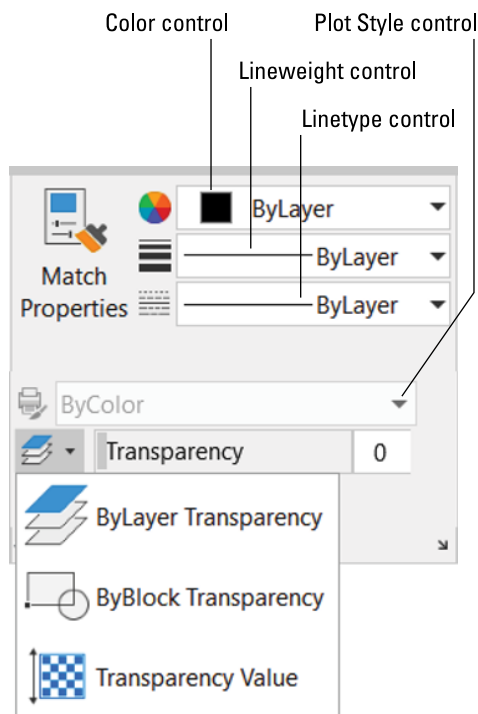 Color control
Plot Style control
Lineweight control
Linetype control
ByLayer
Match
Properties
ByLayer
ByLayer
ByColor
Transparency 0
ByLayer Transparency
ByBlock Transparency
Transparency Value